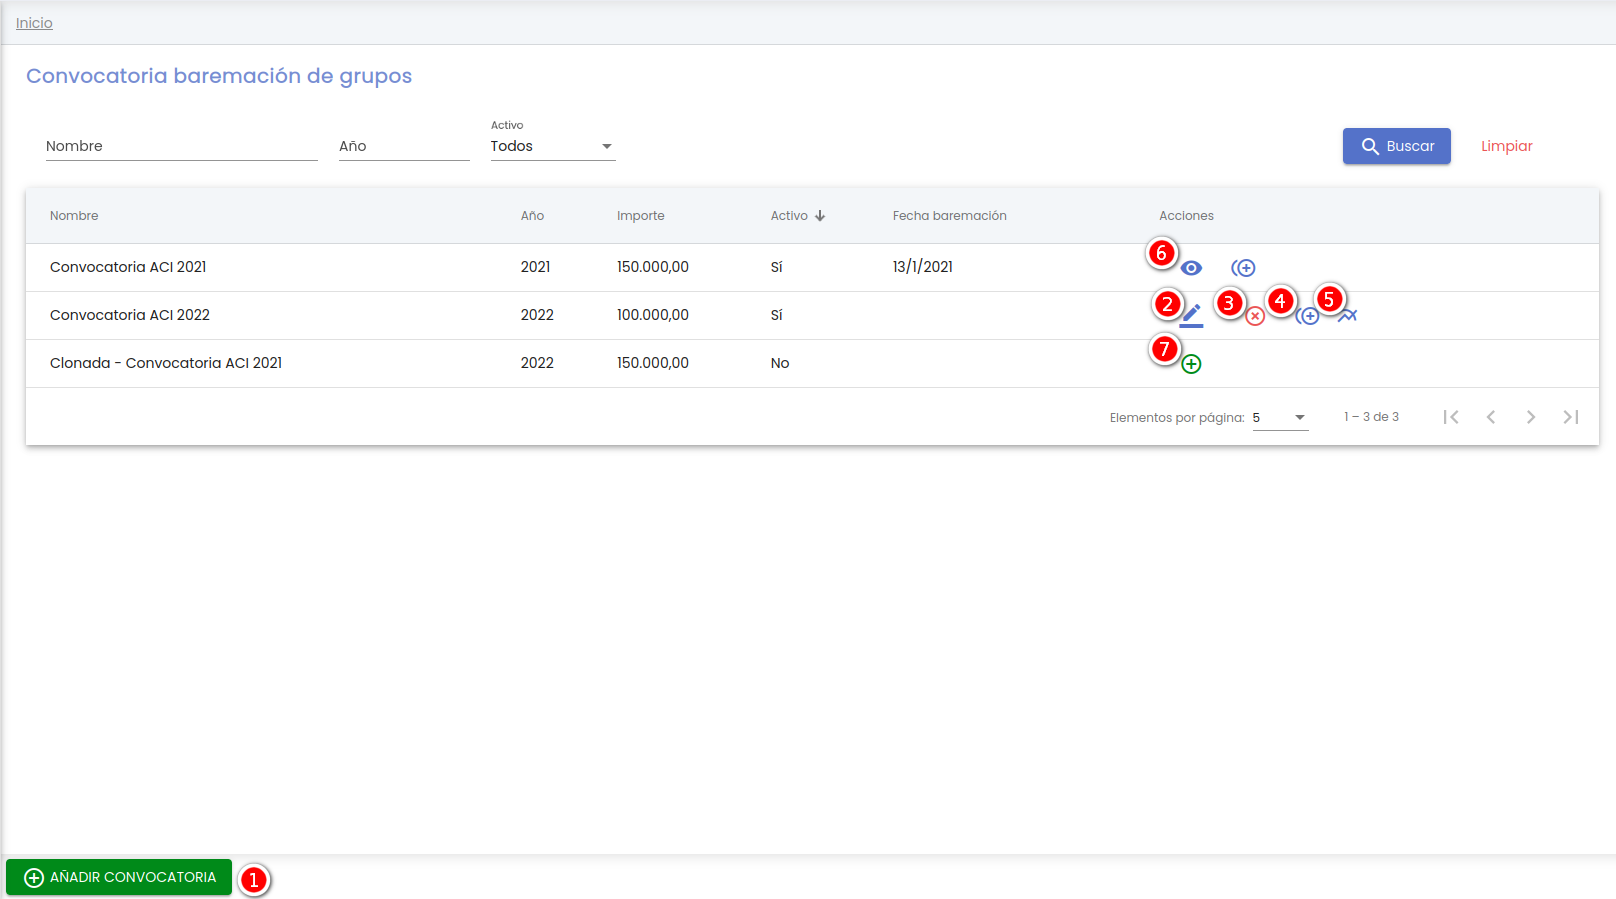 Inicio
Convocatoria baremación de grupos
Activo
Nombre Año Todos Buscar Limpiar
Nombre Año Importe Activo Fecha baremación Acciones
6
Convocatoria ACI 2021 2021 150.000,00 Sí 13/1/2021
2 3 4 5
Convocatoria ACI 2022 2022 100.000,00 Sí
7
Clonada - Convocatoria ACI 2021 2022 150.000,00 No
Elementos por página: 5 1 – 3 de 3
AÑADIR CONVOCATORIA 1